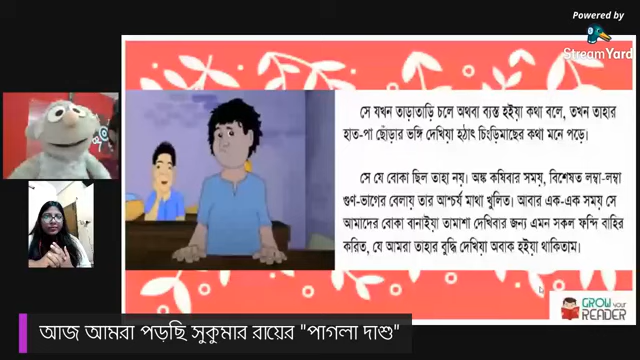 Powered by
StreamYard
সে যখন তাড়াতাড়ি চলে অথবা ব্যস্ত হইয়া কথা বলে, তখন তাহার
হাত-পা ছোঁড়ার ভঙ্গি দেখিয়া হঠাৎ চিংড়িমাছের কথা মনে পড়ে।
সে যে বোকা ছিল তাহা নয়। অঙ্ক কষিবার সময়, বিশেষত লম্বা-লম্বা
গুণ-ভাগের বেলায় তার আশ্চর্য মাথা খুলিত। আবার এক-এক সময় সে
আমাদের বোকা বানাইয়া তামাশা দেখিবার জন্য এমন সকল ফন্দি বাহির
করিত, যে আমরা তাহার বুদ্ধি দেখিয়া অবাক হইয়া থাকিতাম।
GROW your
READER
আজ আমরা পড়ছি সুকুমার রায়ের "পাগলা দাশু"